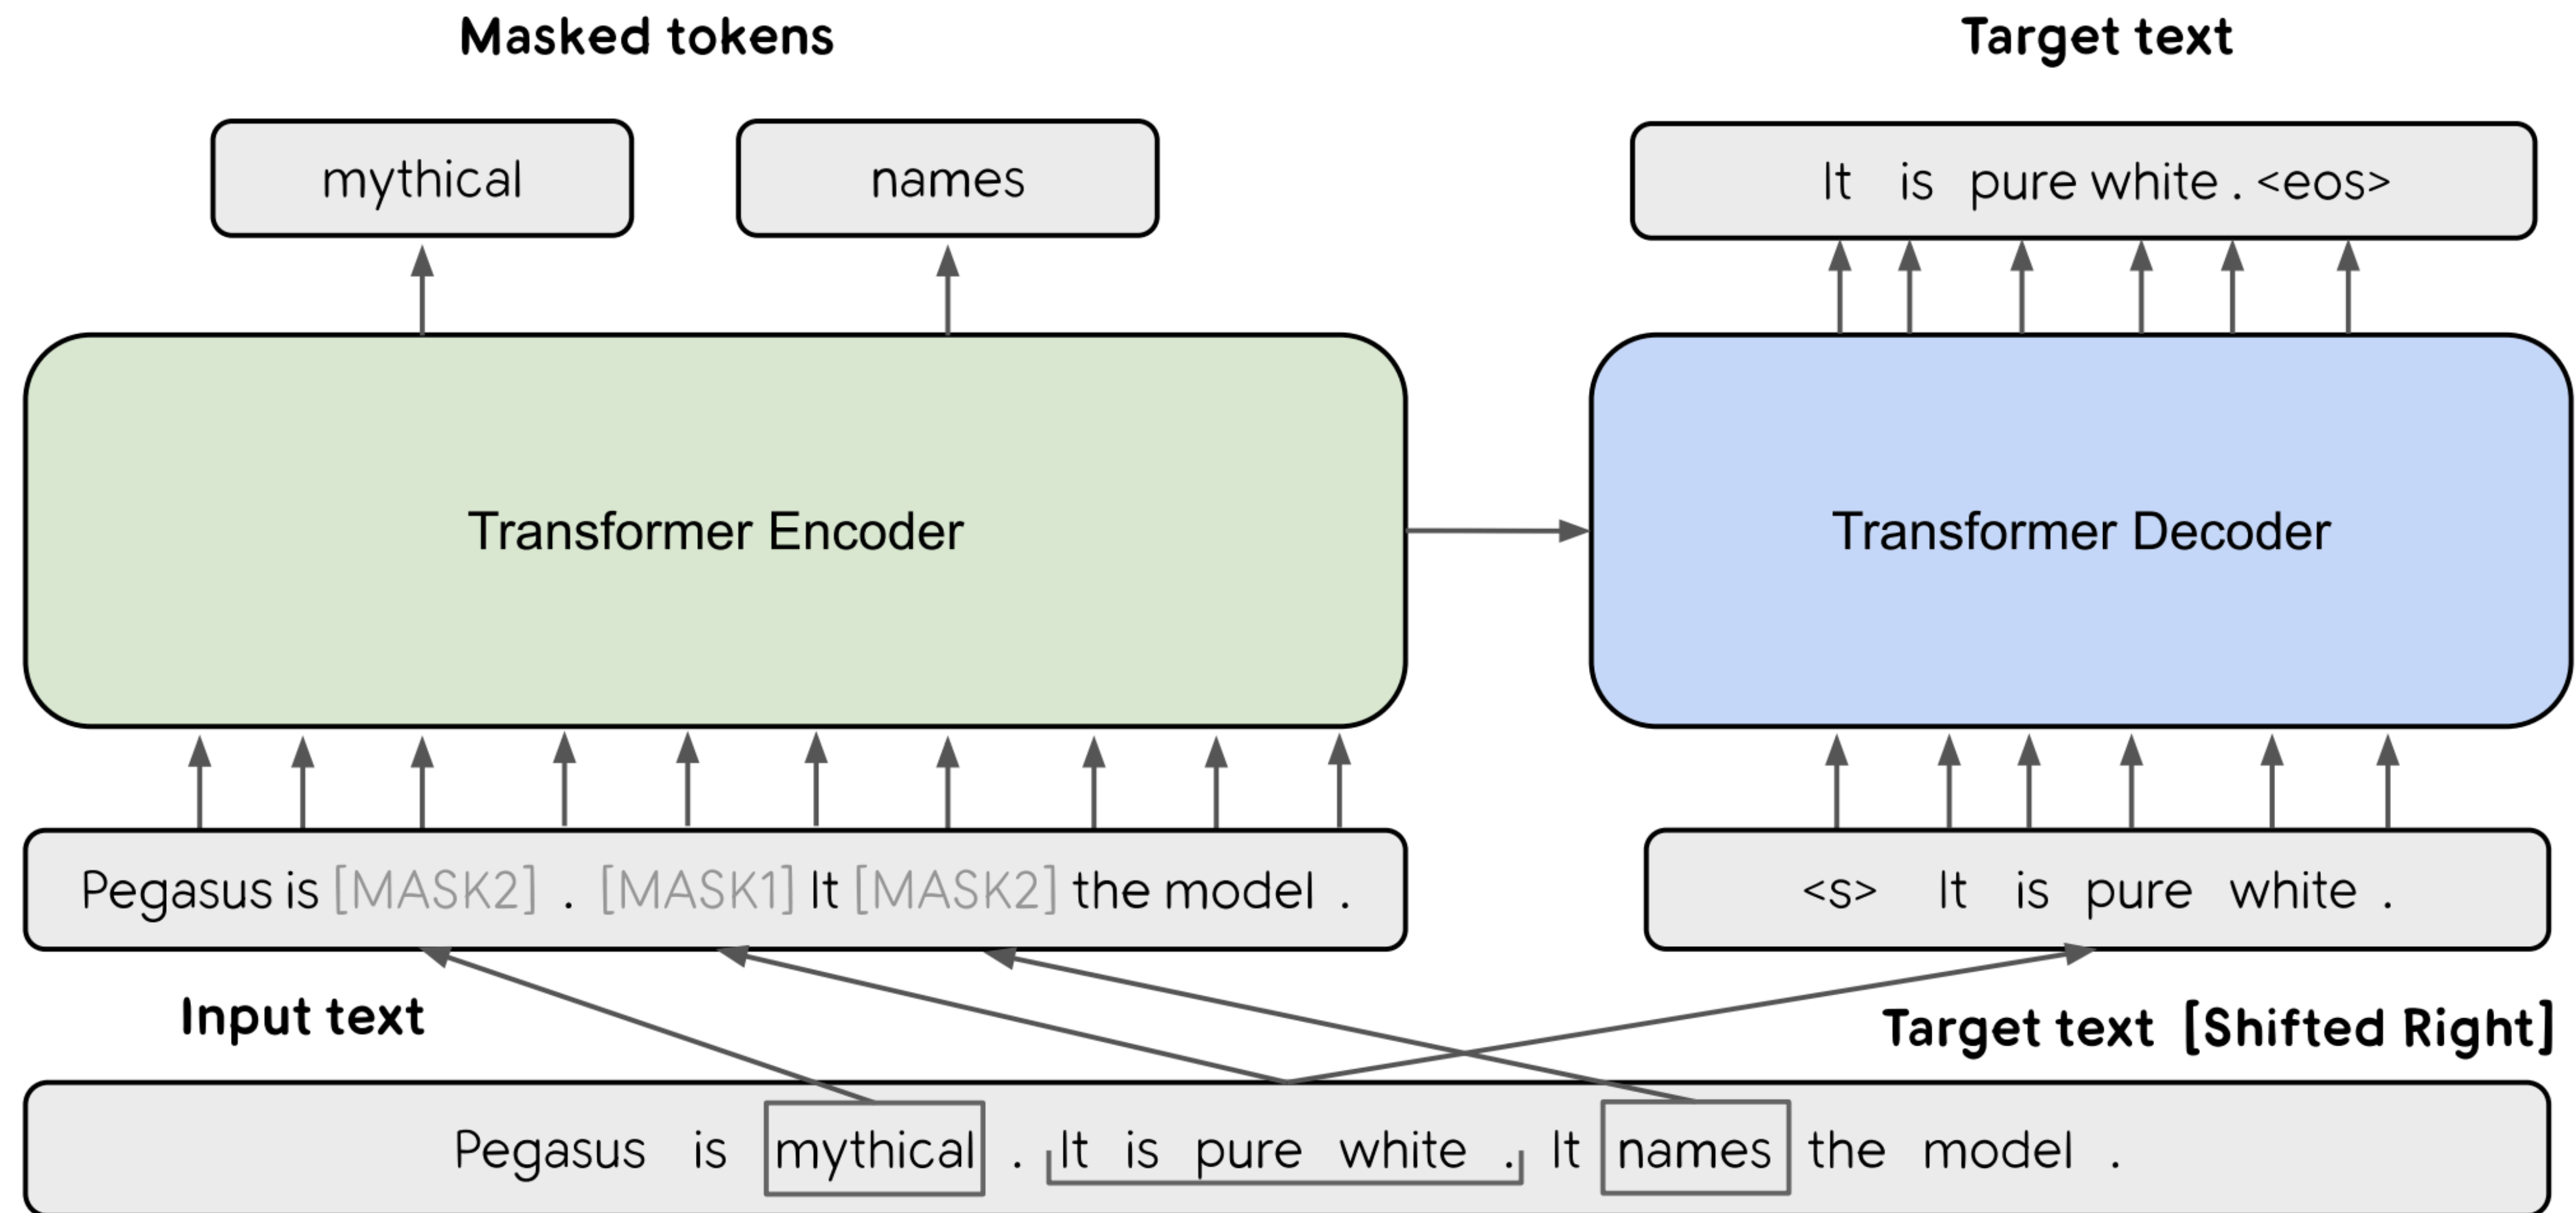 Masked tokens
Target text
mythical
names
It is pure white . <eos>
Transformer Encoder
Transformer Decoder
Pegasus is [MASK2] . [MASK1] It [MASK2] the model .
<s> It is pure white .
Input text
Target text [Shifted Right]
Pegasus is mythical . It is pure white . It names the model .